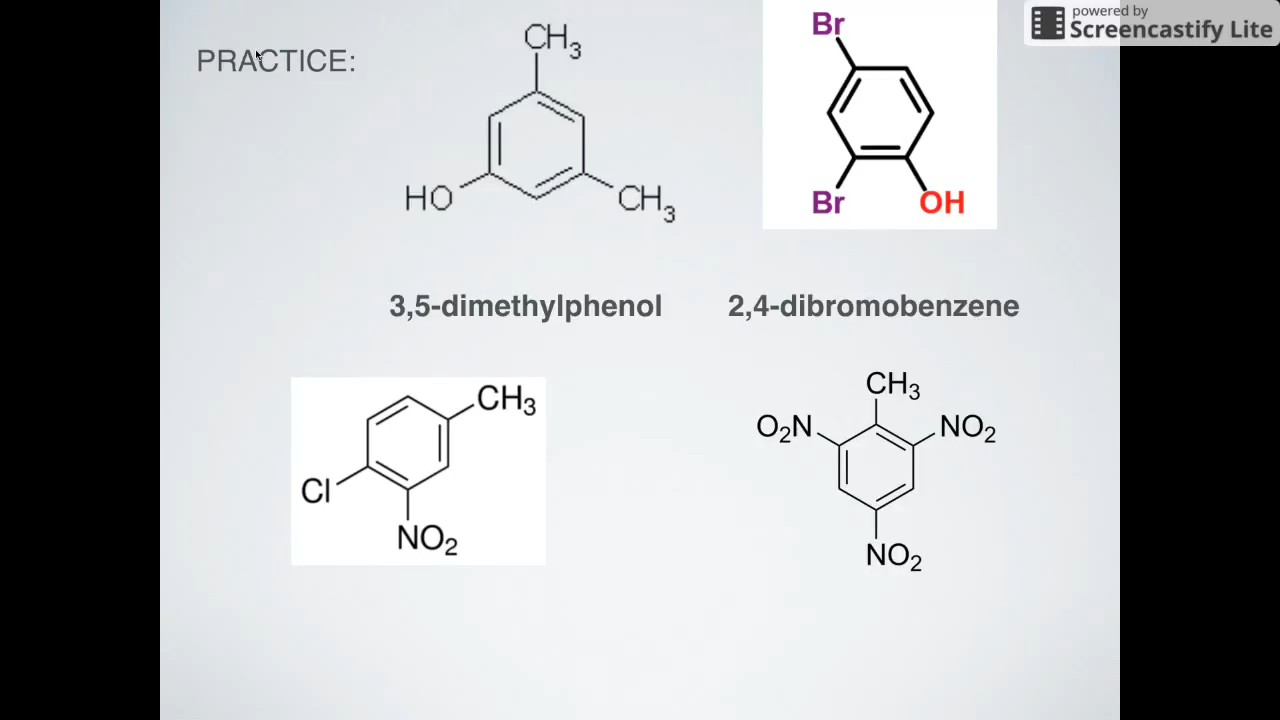 powered by
Screencastify Lite
PRACTICE:
CH3
HO
CH3
Br
Br
OH
3,5-dimethylphenol
2,4-dibromobenzene
CH3
Cl
NO2
CH3
O2N
NO2
NO2